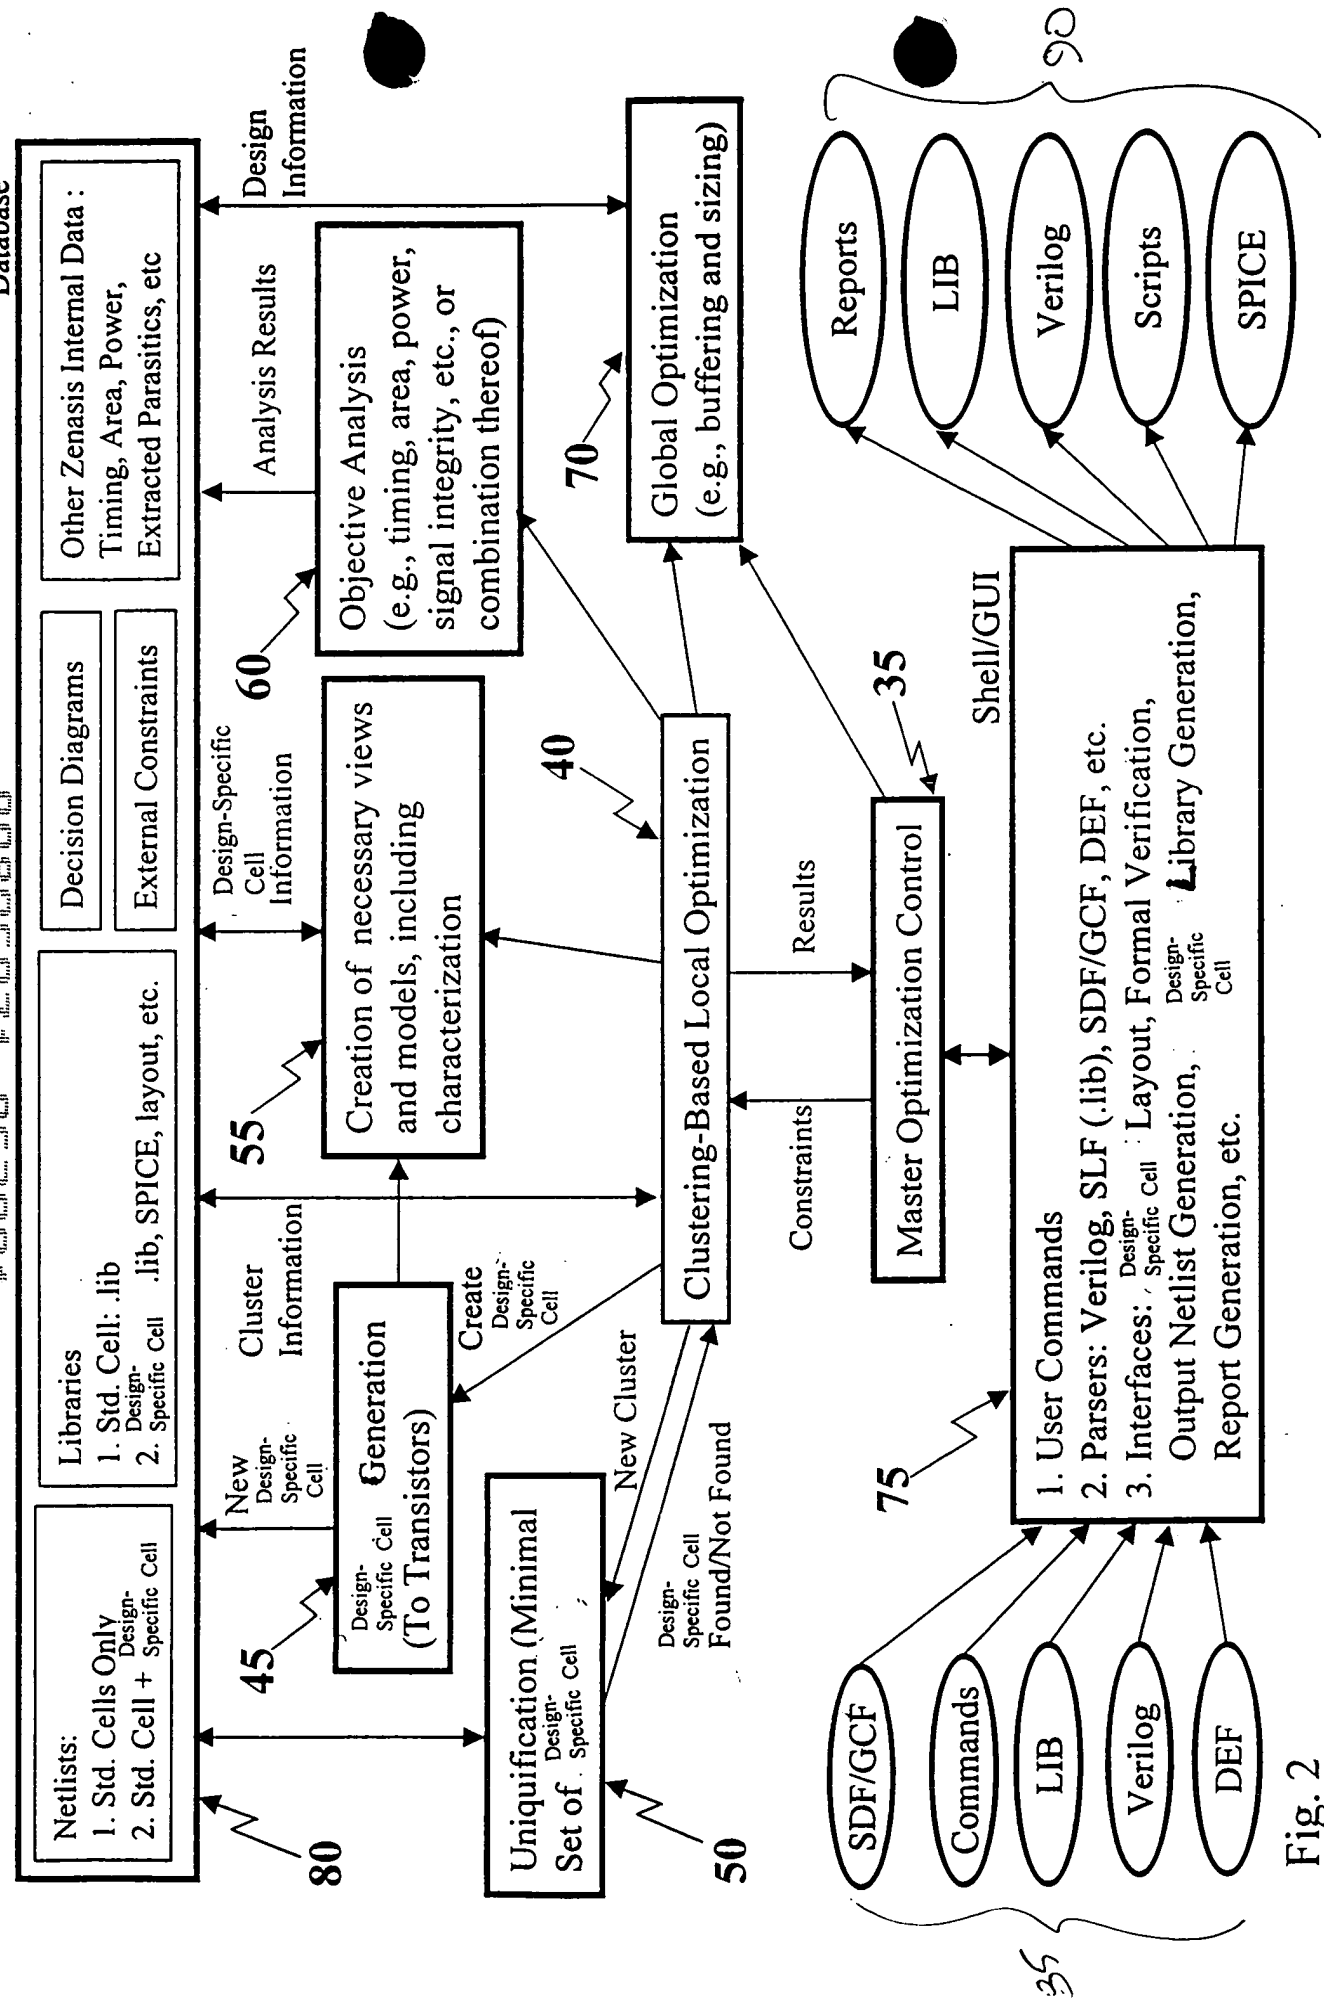 Database
Netlists:
1. Std. Cells Only
2. Std. Cell + Design-
Specific Cell
Libraries
1. Std. Cell: .lib
2. Design-
Specific Cell .lib, SPICE, layout, etc.
Decision Diagrams
External Constraints
Other Zenasis Internal Data :
Timing, Area, Power,
Extracted Parasitics, etc
80
45
New
Design-
Specific
Cell
Cluster
Information
55
Design-Specific
Cell
Information
60
Analysis Results
Design
Information
Design-
Specific Cell Generation
(To Transistors)
Creation of necessary views
and models, including
characterization
Objective Analysis
(e.g., timing, area, power,
signal integrity, etc., or
combination thereof)
Create
Design-
Specific
Cell
Uniquification (Minimal
Set of Design-
Specific Cell
50
New Cluster
Design-
Specific Cell
Found/Not Found
40
70
Clustering-Based Local Optimization
Global Optimization
(e.g., buffering and sizing)
Constraints
Results
35
Master Optimization Control
75
Shell/GUI
1. User Commands
2. Parsers: Verilog, SLF (.lib), SDF/GCF, DEF, etc.
3. Interfaces: Design-
Specific Cell Layout, Formal Verification,
Output Netlist Generation, Design-
Specific
Cell Library Generation,
Report Generation, etc.
35
SDF/GCF
Commands
LIB
Verilog
DEF
Reports
LIB
Verilog
Scripts
SPICE
90
Fig. 2